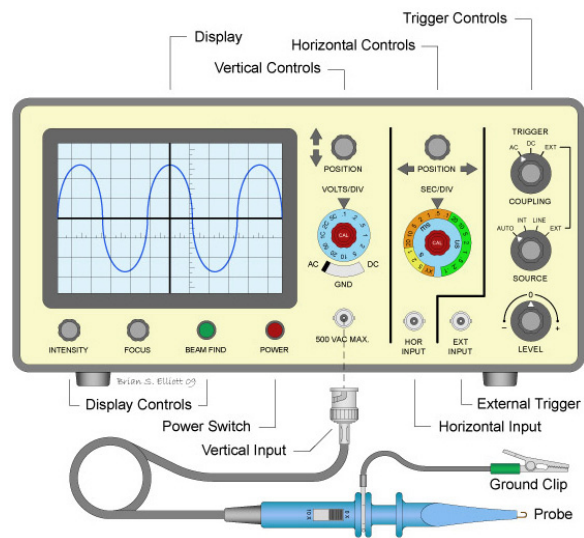 Trigger Controls
Display
Horizontal Controls
Vertical Controls
TRIGGER
AC
DC
EXT
COUPLING
POSITION
POSITION
VOLTS/DIV
SEC/DIV
CAL
CAL
AC
DC
GND
AUTO
INT
LINE
EXT
SOURCE
500 VAC MAX.
HOR
INPUT
EXT
INPUT
0
-
+
LEVEL
INTENSITY
FOCUS
BEAM FIND
POWER
Brian S. Elliott 09
Display Controls
Power Switch
Vertical Input
External Trigger
Horizontal Input
Ground Clip
Probe